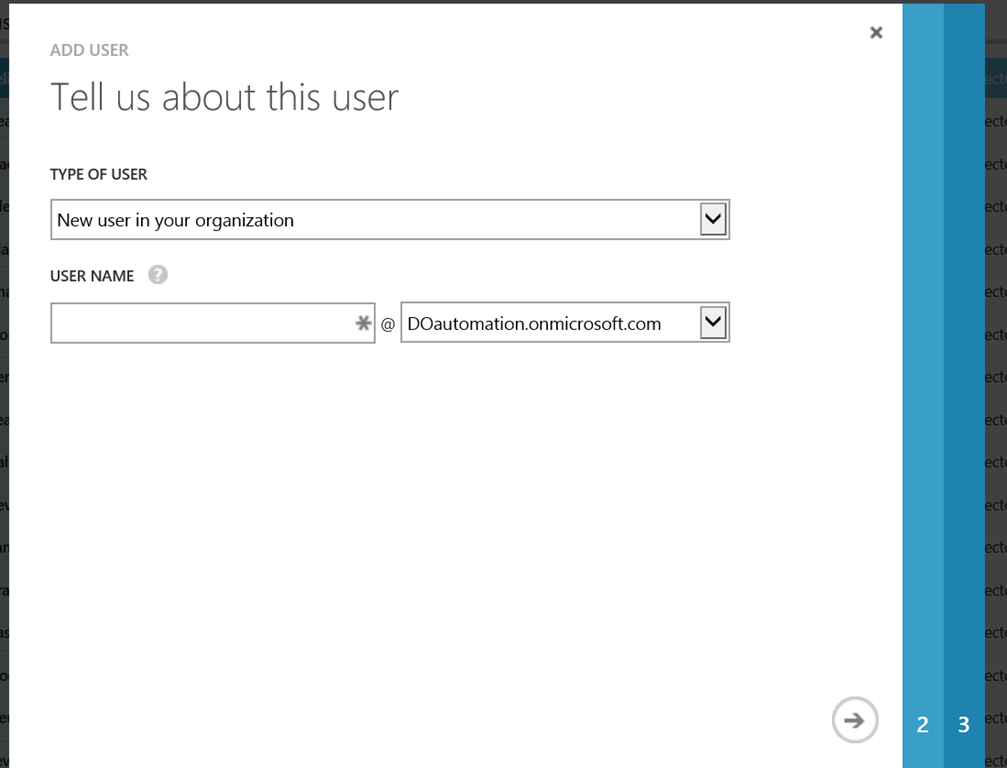 ADD USER
Tell us about this user
TYPE OF USER
New user in your organization
USER NAME ?
* @ DOautomation.onmicrosoft.com
2 3